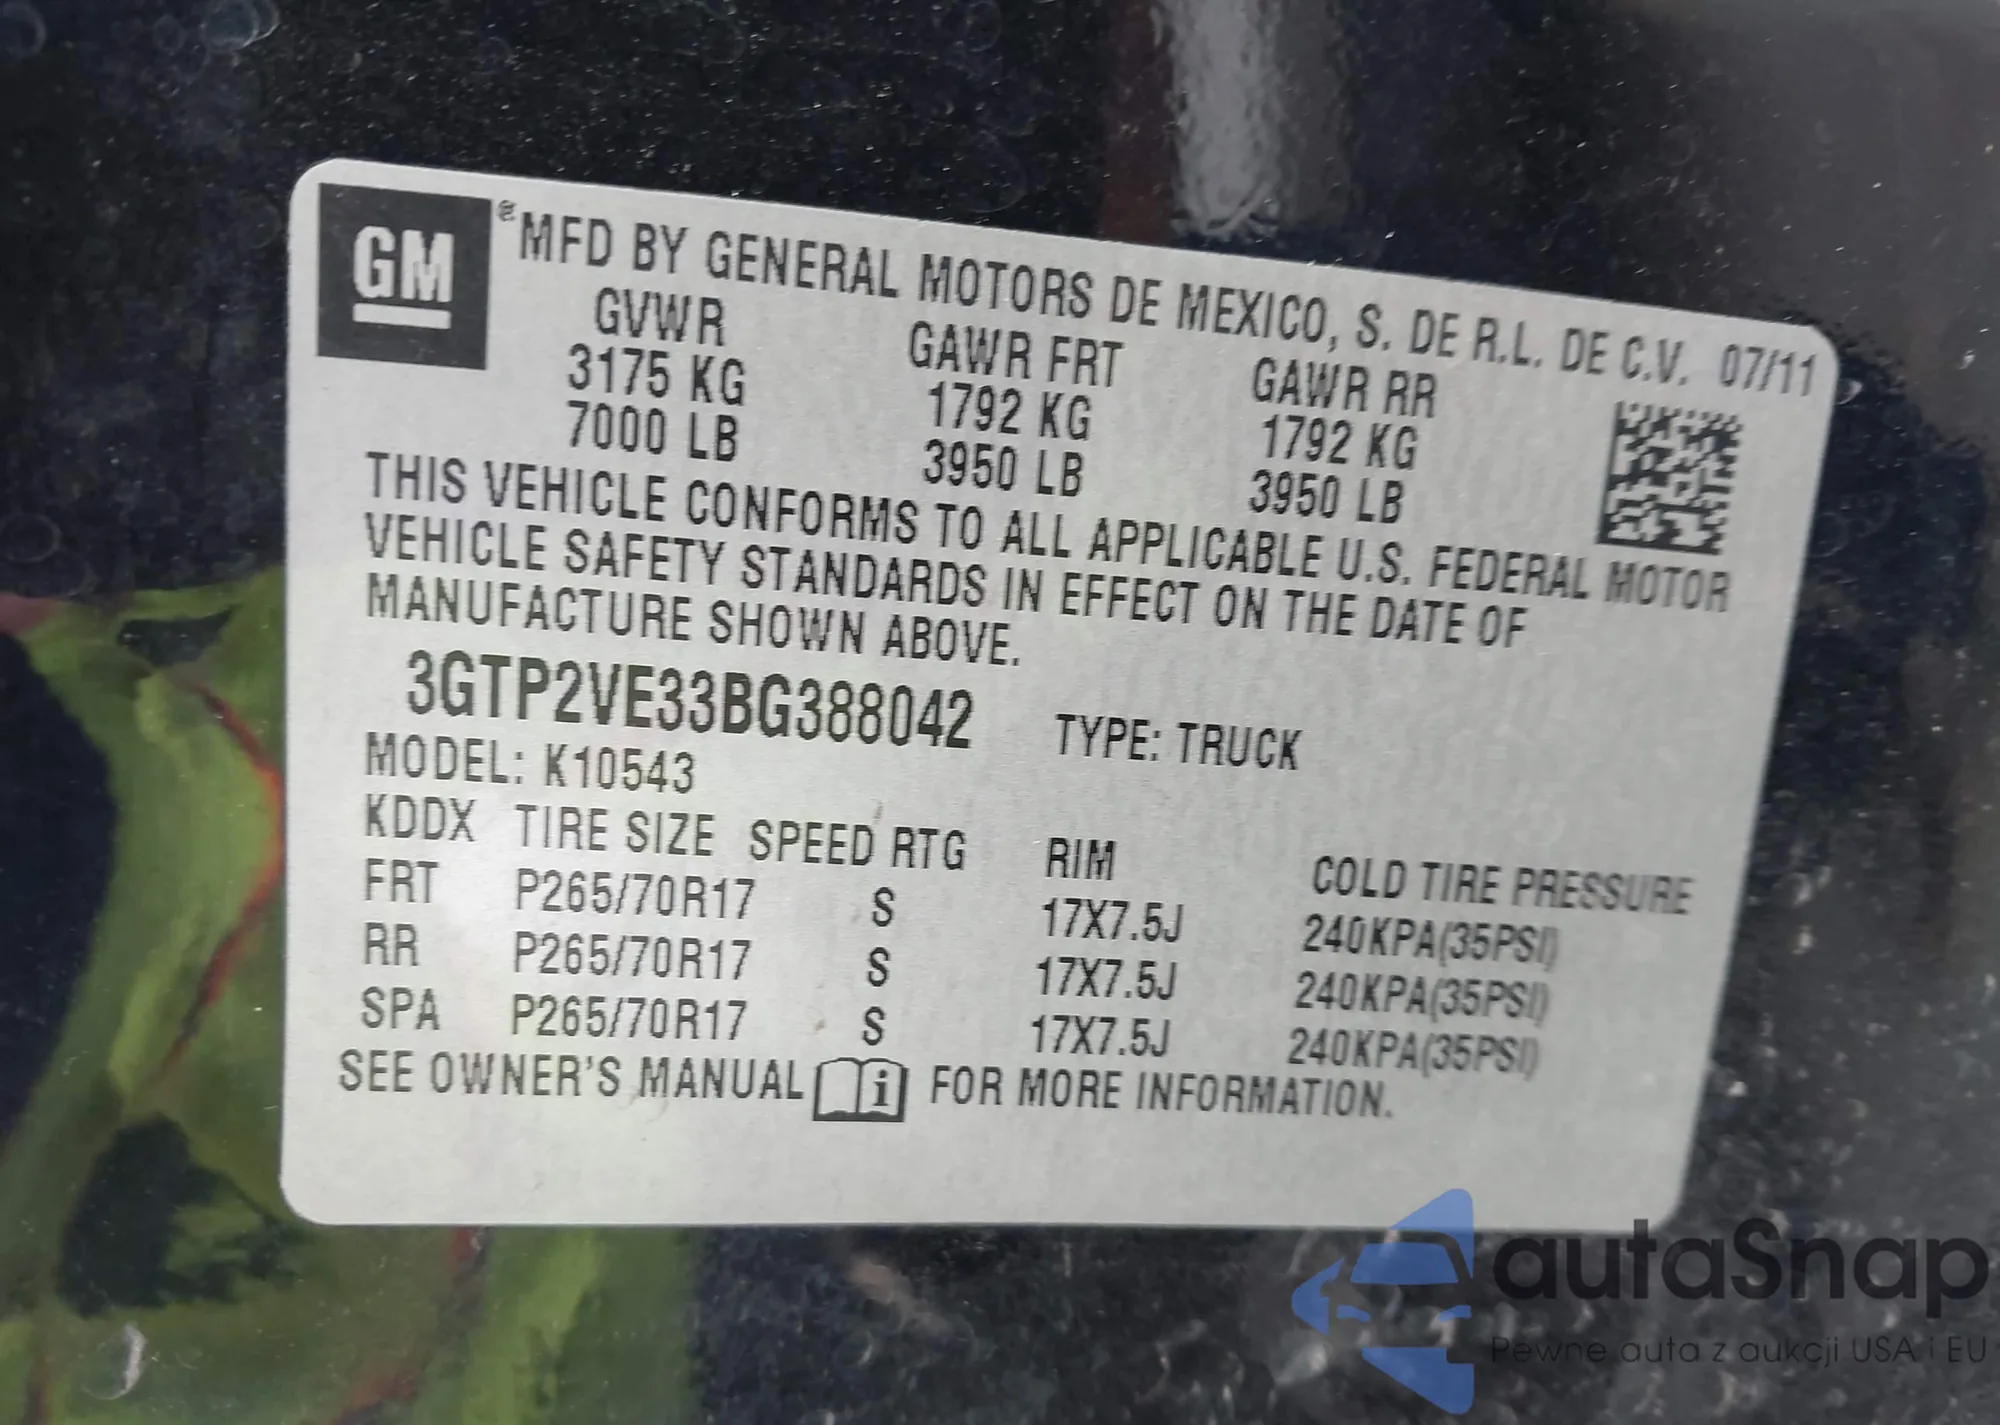 GM ® MFD BY GENERAL MOTORS DE MEXICO, S. DE R.L. DE C.V. 07/11
GVWR GAWR FRT GAWR RR
3175 KG 1792 KG 1792 KG
7000 LB 3950 LB 3950 LB
THIS VEHICLE CONFORMS TO ALL APPLICABLE U.S. FEDERAL MOTOR
VEHICLE SAFETY STANDARDS IN EFFECT ON THE DATE OF
MANUFACTURE SHOWN ABOVE.
3GTP2VE33BG388042 TYPE: TRUCK
MODEL: K10543
KDDX TIRE SIZE SPEED RTG RIM COLD TIRE PRESSURE
FRT P265/70R17 S 17X7.5J 240KPA(35PSI)
RR P265/70R17 S 17X7.5J 240KPA(35PSI)
SPA P265/70R17 S 17X7.5J 240KPA(35PSI)
SEE OWNER'S MANUAL i FOR MORE INFORMATION.
autaSnap
Pewne auta z aukcji USA i EU